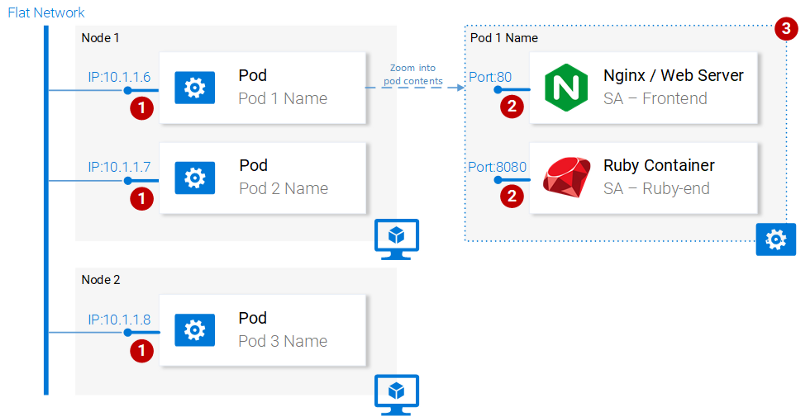 Flat Network
Node 1
IP:10.1.1.6
1
Pod
Pod 1 Name
IP:10.1.1.7
1
Pod
Pod 2 Name
Node 2
IP:10.1.1.8
1
Pod
Pod 3 Name
Zoom into
pod contents
3
Pod 1 Name
Port:80
2
N
Nginx / Web Server
SA – Frontend
Port:8080
2
Ruby Container
SA – Ruby-end